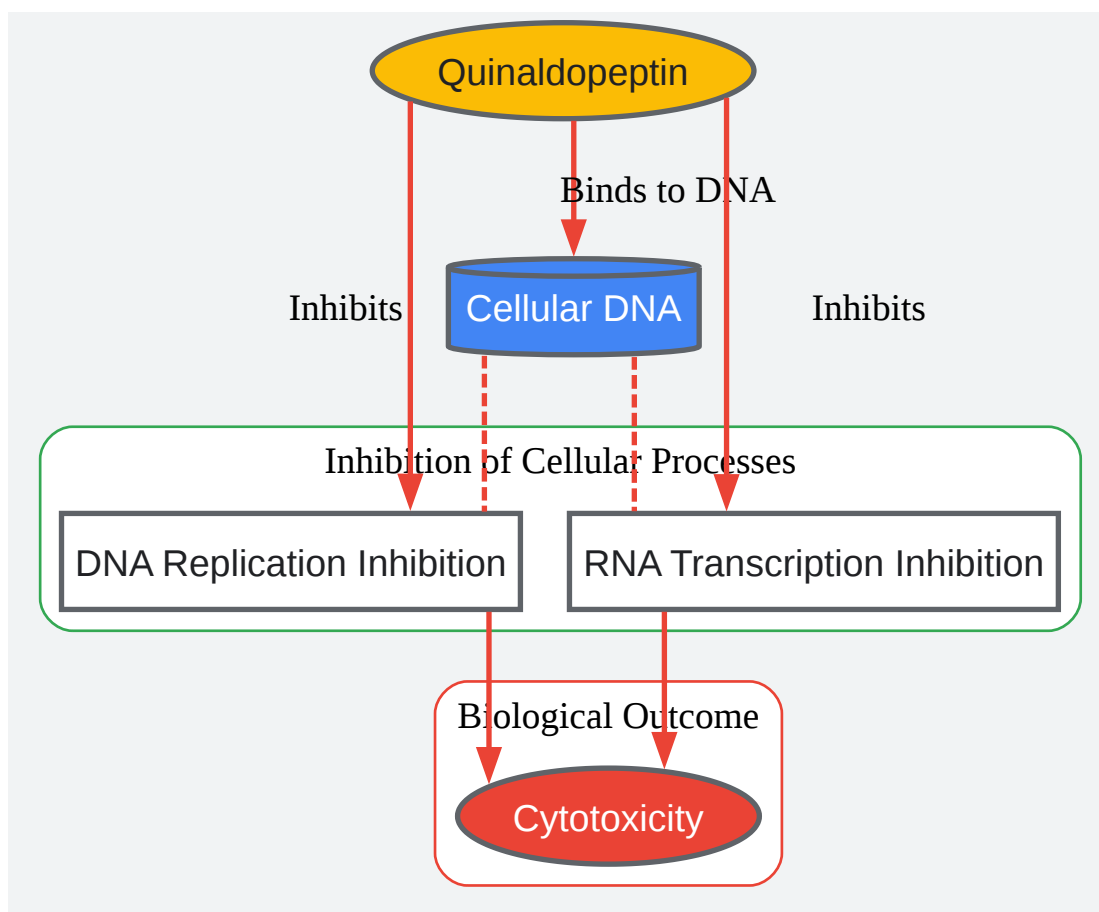 Quinaldopeptin
Binds to DNA
Inhibits
Cellular DNA
Inhibits
Inhibition of Cellular Processes
DNA Replication Inhibition
RNA Transcription Inhibition
Biological Outcome
Cytotoxicity